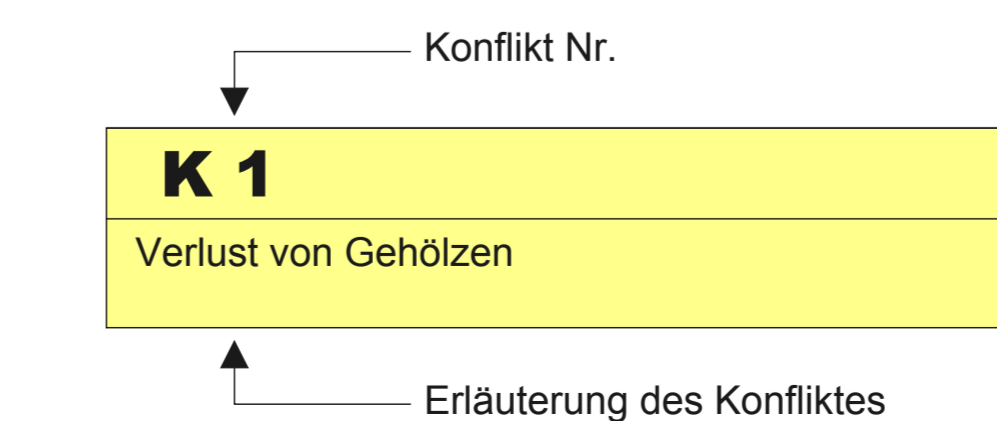 Konflikt Nr.
K 1
Verlust von Gehölzen
Erläuterung des Konfliktes